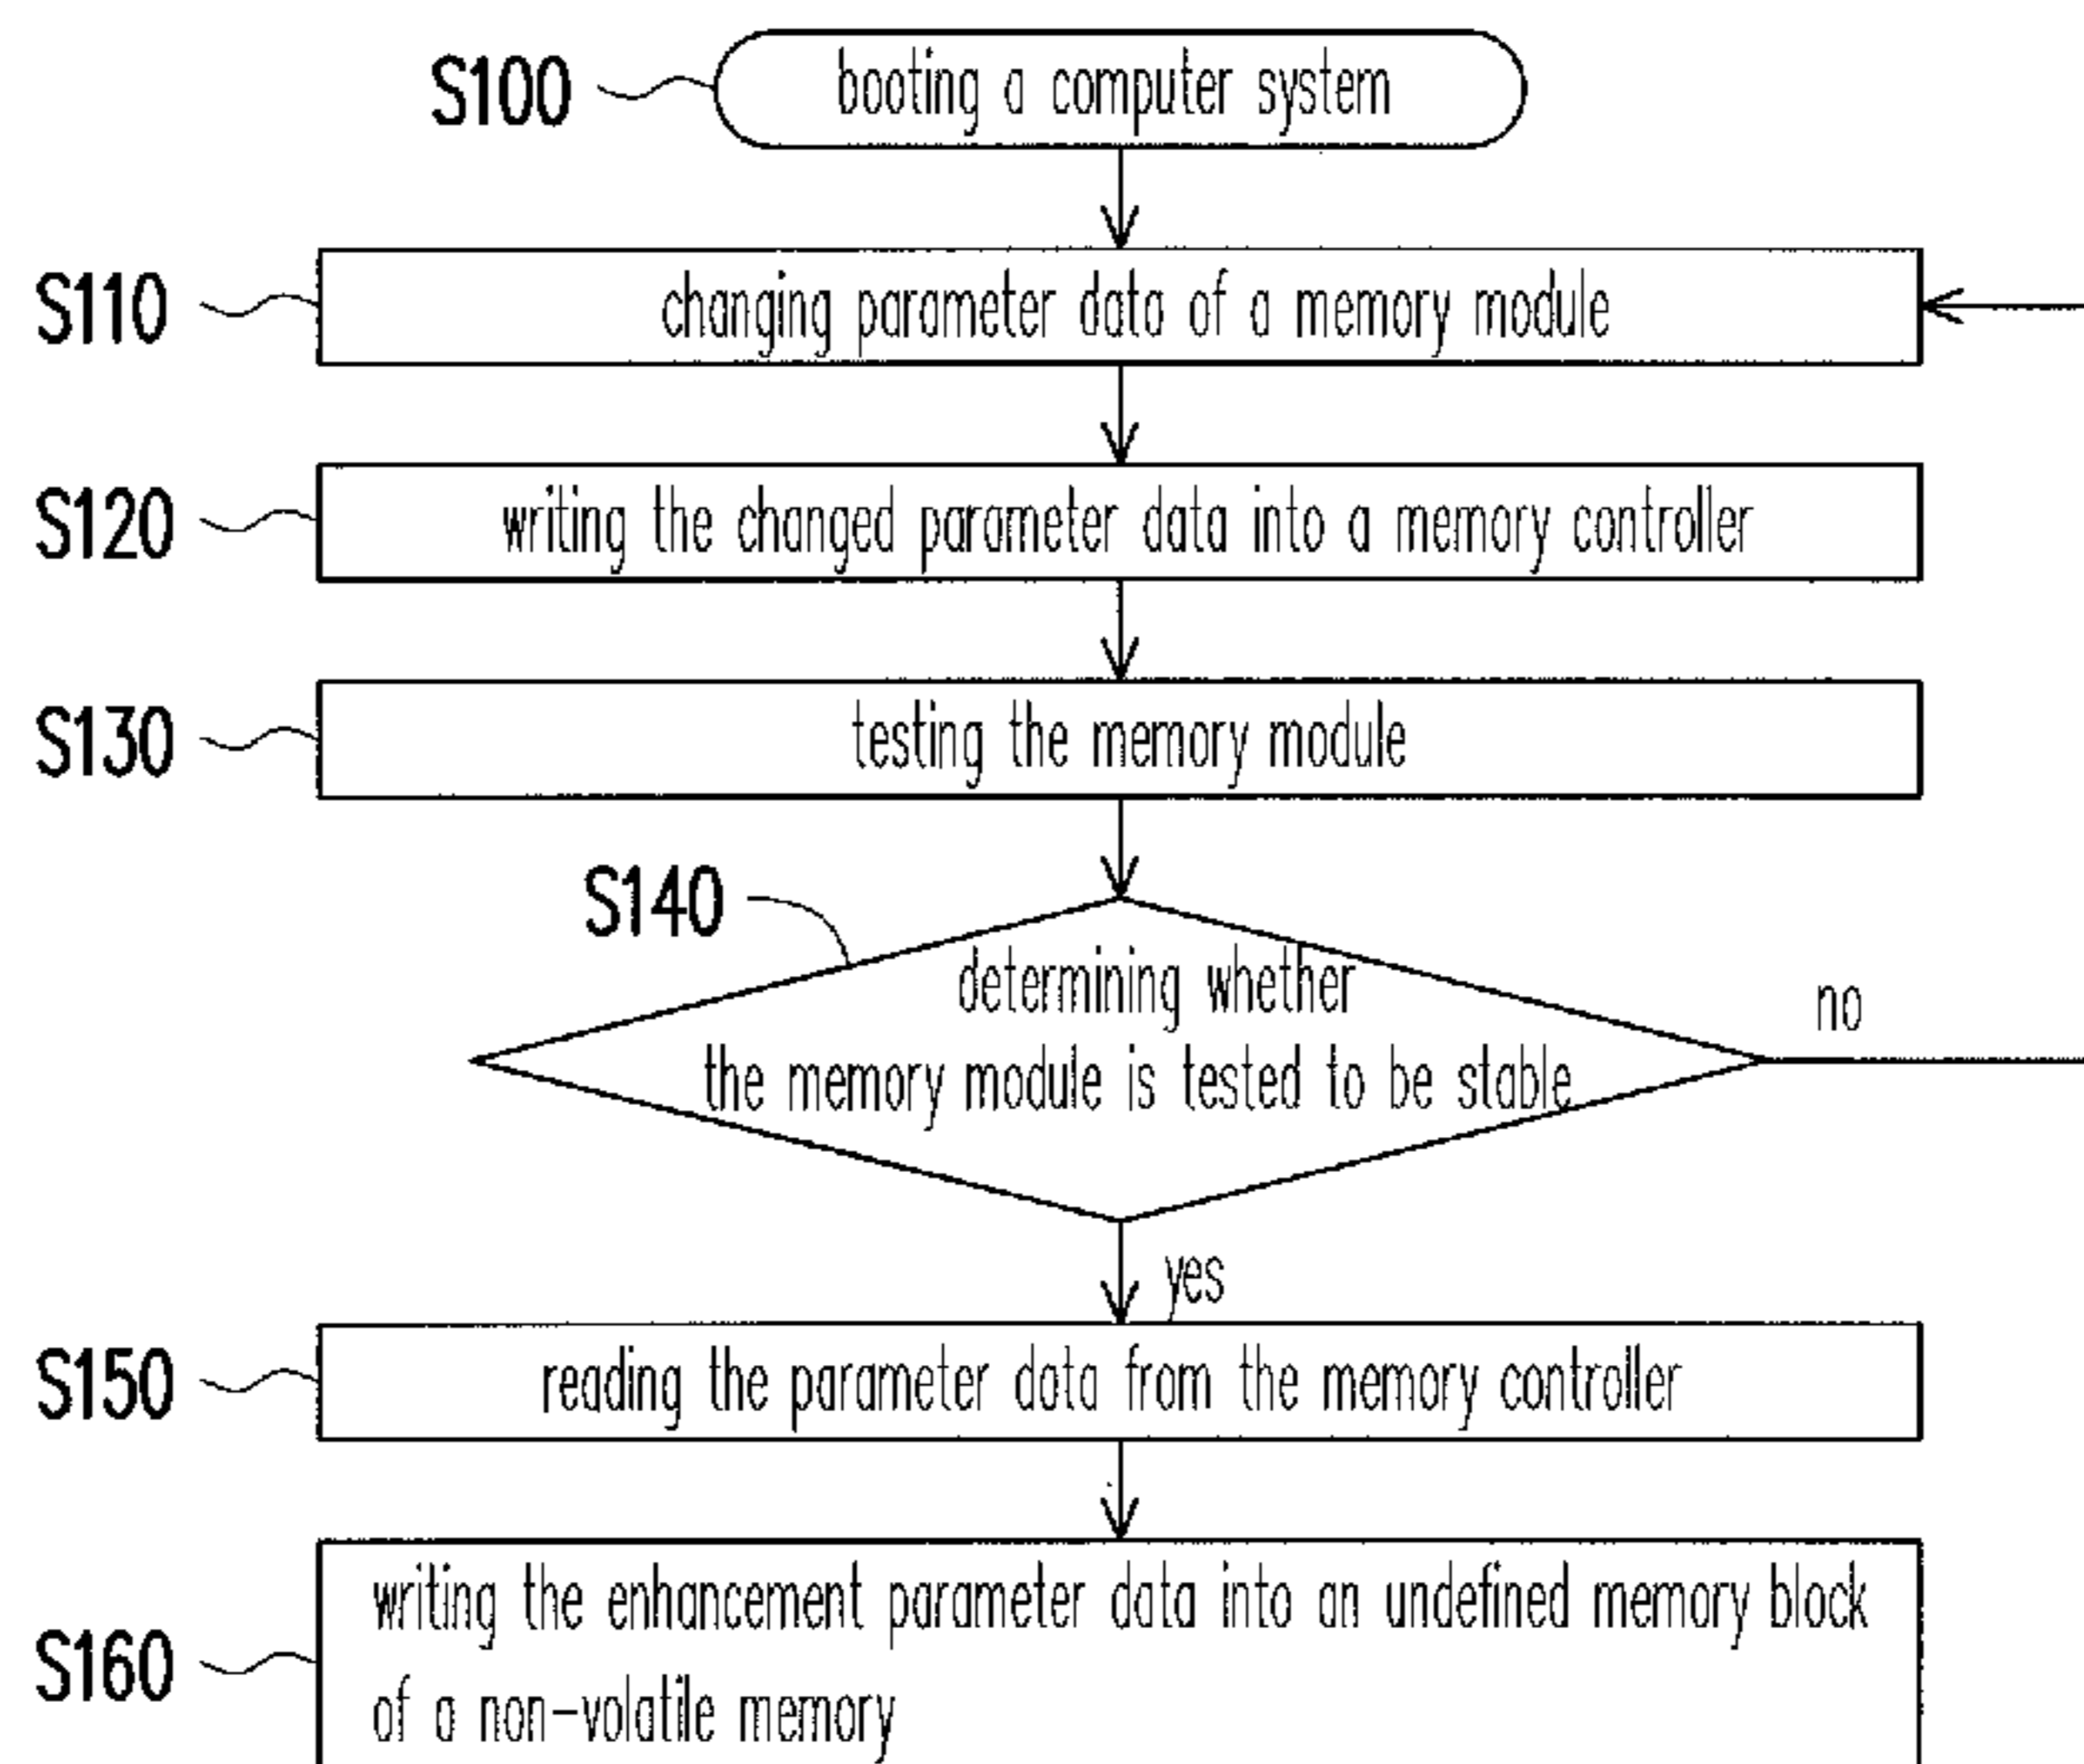 S100 booting a computer system
S110 changing parameter data of a memory module
S120 writing the changed parameter data into a memory controller
S130 testing the memory module
S140 determining whether
the memory module is tested to be stable
no
yes
S150 reading the parameter data from the memory controller
writing the enhancement parameter data into an undefined memory block
S160
of a non-volatile memory